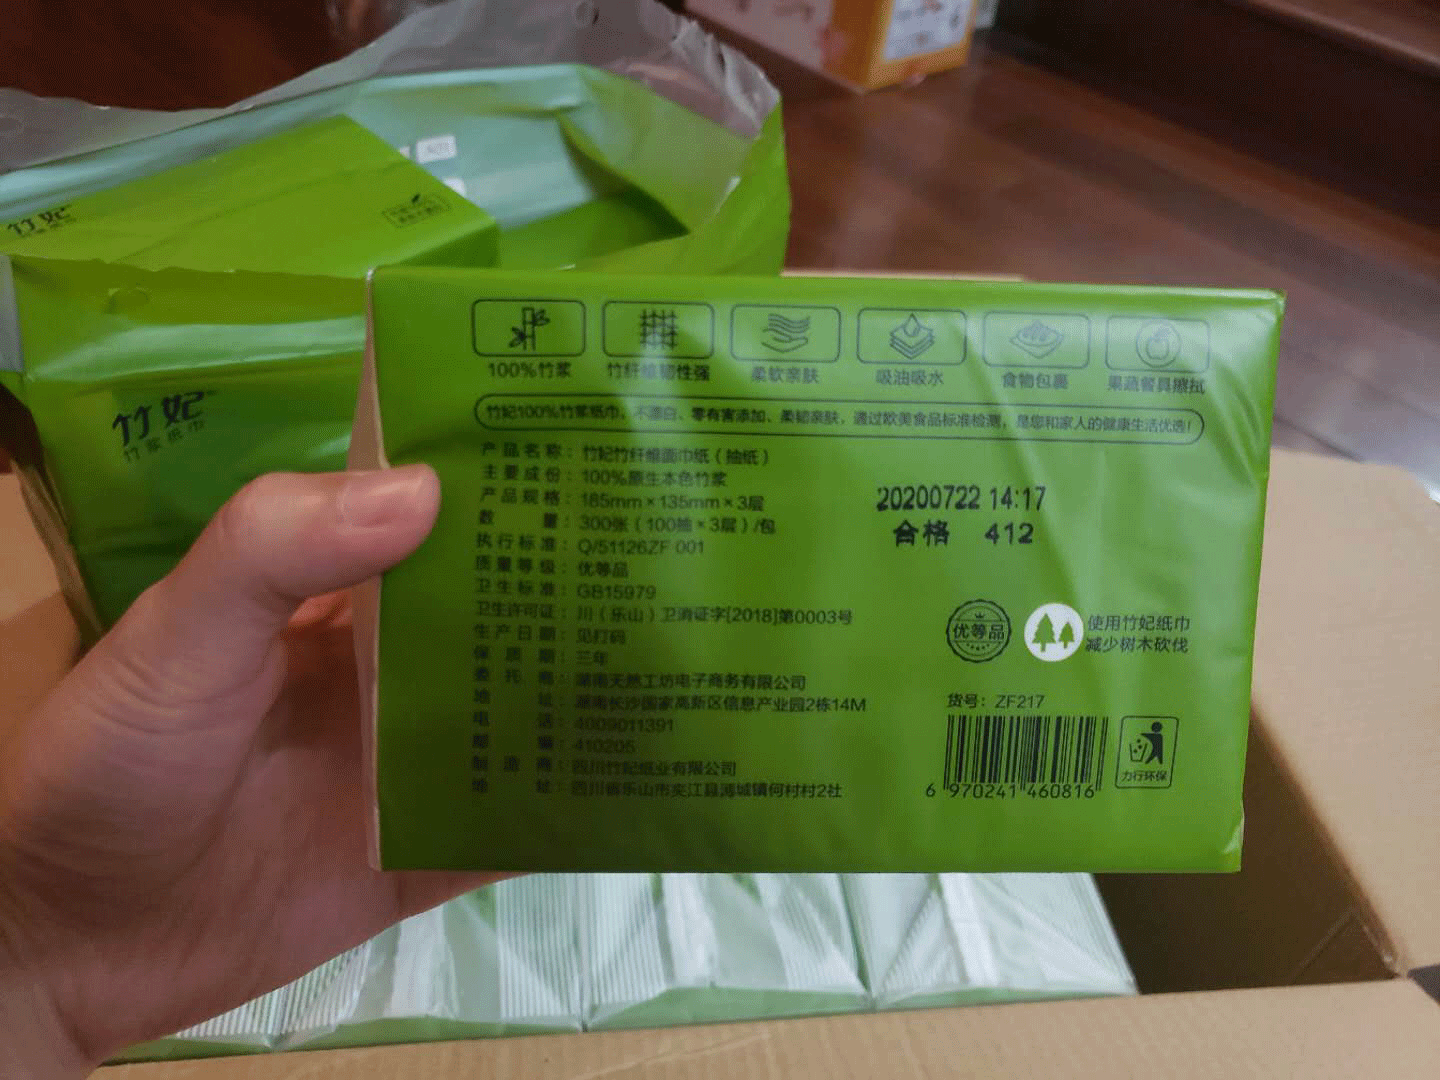 竹妃
竹妃
竹浆纸巾
100%竹浆
竹纤维韧性强
柔软亲肤
吸油吸水
食物包裹
果蔬餐具擦拭
竹妃100%竹浆纸巾，不漂白、零有害添加、柔韧亲肤，通过欧美食品标准检测，是您和家人的健康生活优选！
产品名称：竹妃竹纤维面巾纸（抽纸）
主要成份：100%原生本色竹浆
产品规格：185mm×135mm×3层
数量：300张（100抽×3层）/包
执行标准：Q/51126ZF 001
质量等级：优等品
卫生标准：GB15979
卫生许可证：川（乐山）卫消证字[2018]第0003号
生产日期：见打码
保质期：三年
委托商：湖南天然工坊电子商务有限公司
地址：湖南长沙国家高新区信息产业园2栋14M
电话：4009011391
邮编：410205
制造商：四川竹妃纸业有限公司
地址：四川省乐山市夹江县漹城镇何村村2社
20200722 14:17
合格 412
优等品
使用竹妃纸巾
减少树木砍伐
货号：ZF217
6 970241 460816
力行环保